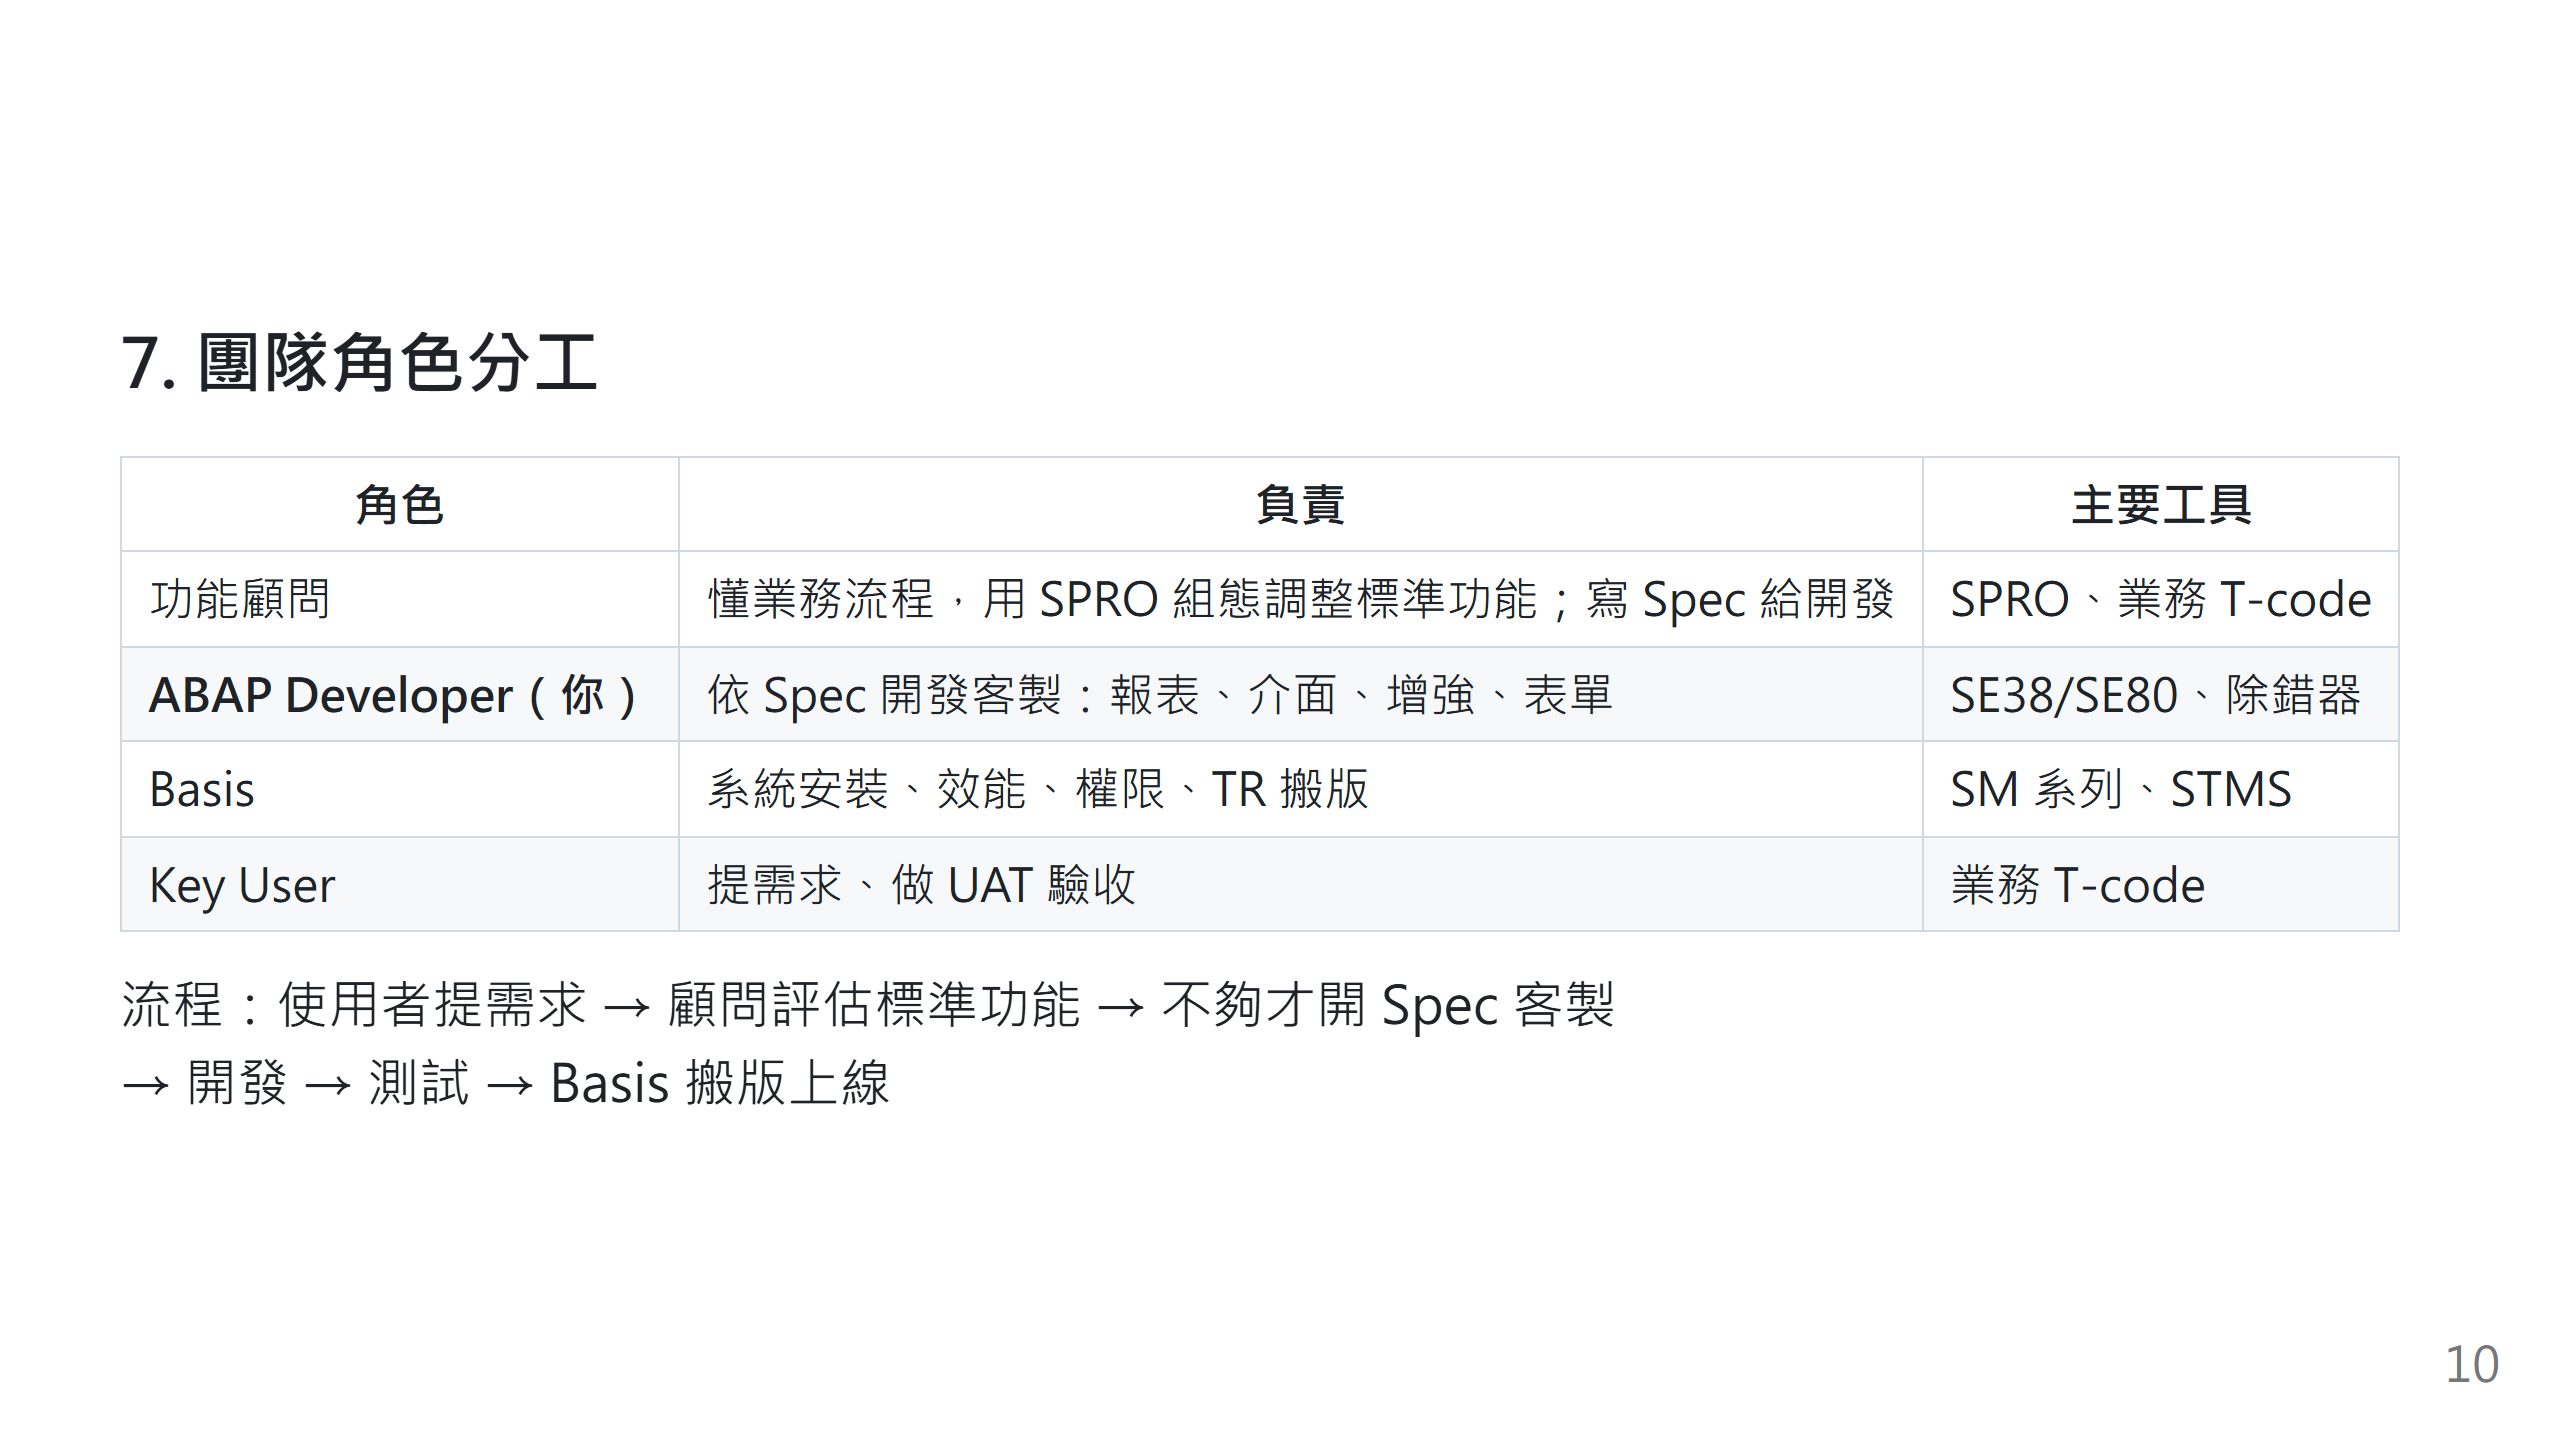 7. 團隊角色分工
角色 負責 主要工具
功能顧問 懂業務流程，用 SPRO 組態調整標準功能；寫 Spec 給開發 SPRO、業務 T-code
ABAP Developer（你） 依 Spec 開發客製：報表、介面、增強、表單 SE38/SE80、除錯器
Basis 系統安裝、效能、權限、TR 搬版 SM 系列、STMS
Key User 提需求、做 UAT 驗收 業務 T-code
流程：使用者提需求 → 顧問評估標準功能 → 不夠才開 Spec 客製
→ 開發 → 測試 → Basis 搬版上線
10